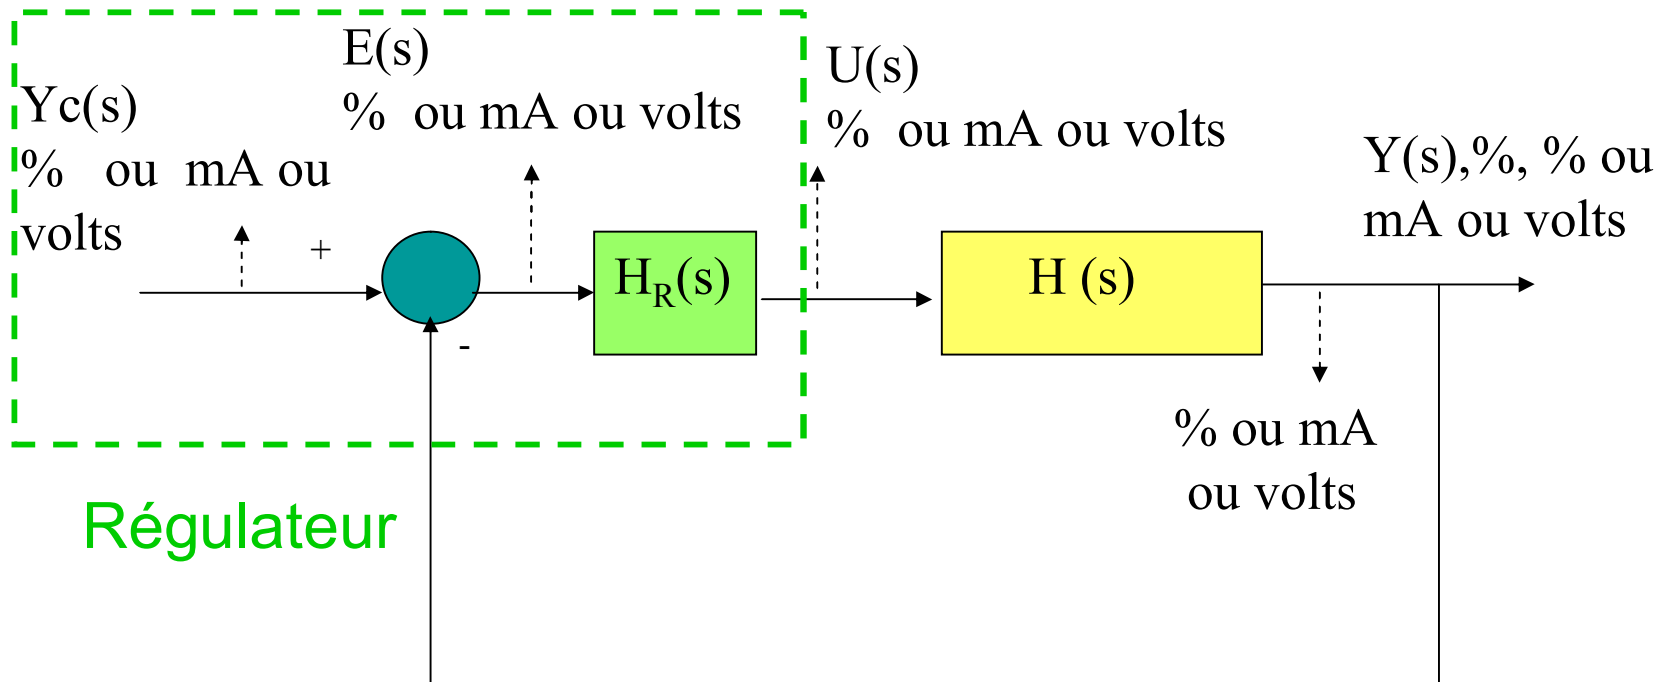 E(s)
% ou mA ou volts
U(s)
% ou mA ou volts
Yc(s)
% ou mA ou
volts
Y(s),%, % ou
mA ou volts
+
-
H_R(s)
H (s)
% ou mA
ou volts
Régulateur